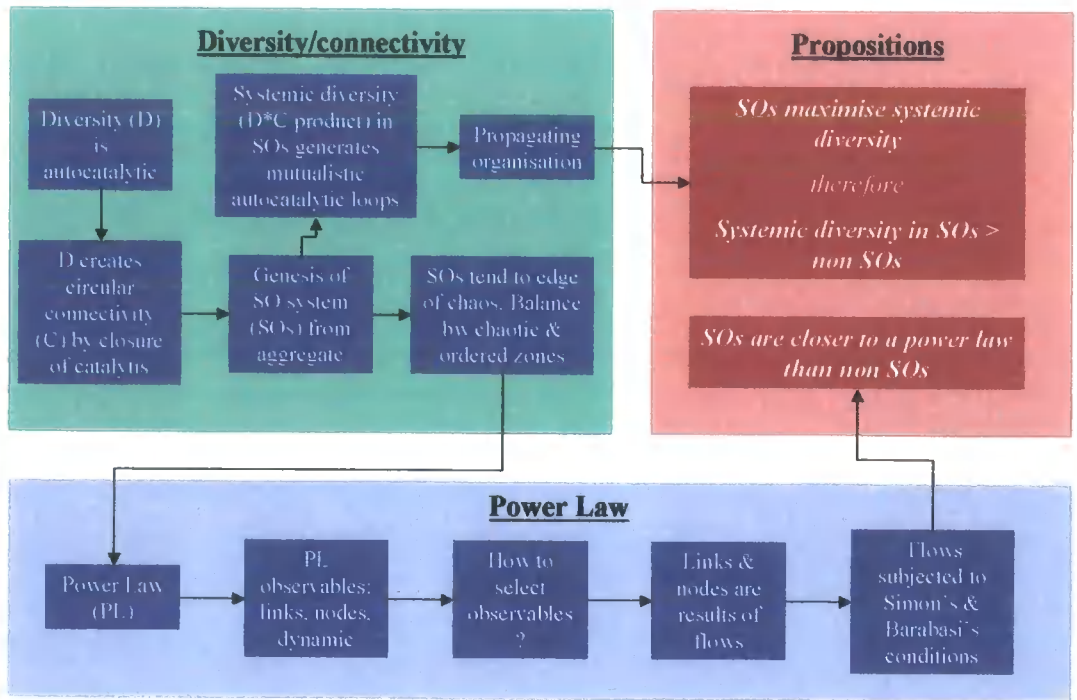 Diversity/connectivity
Diversity (D)
is
autocatalytic
Systemic diversity
(D*C product) in
SOs generates
mutualistic
autocatalytic loops
Propagating
organisation
D creates
circular
connectivity
(C) by closure
of catalytis
Genesis of
SO system
(SOs) from
aggregate
SOs tend to edge
of chaos. Balance
bw chaotic &
ordered zones
Propositions
SOs maximise systemic
diversity
therefore
Systemic diversity in SOs >
non SOs
SOs are closer to a power law
than non SOs
Power Law
Power Law
(PL)
PL
observables:
links, nodes,
dynamic
How to
select
observables
?
Links &
nodes are
results of
flows
Flows
subjected to
Simon's &
Barabasi's
conditions